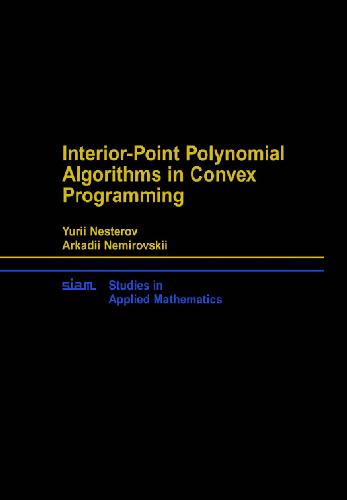 Interior-Point Polynomial
Algorithms in Convex
Programming
Yurii Nesterov
Arkadii Nemirovskii
siam Studies in
Applied Mathematics